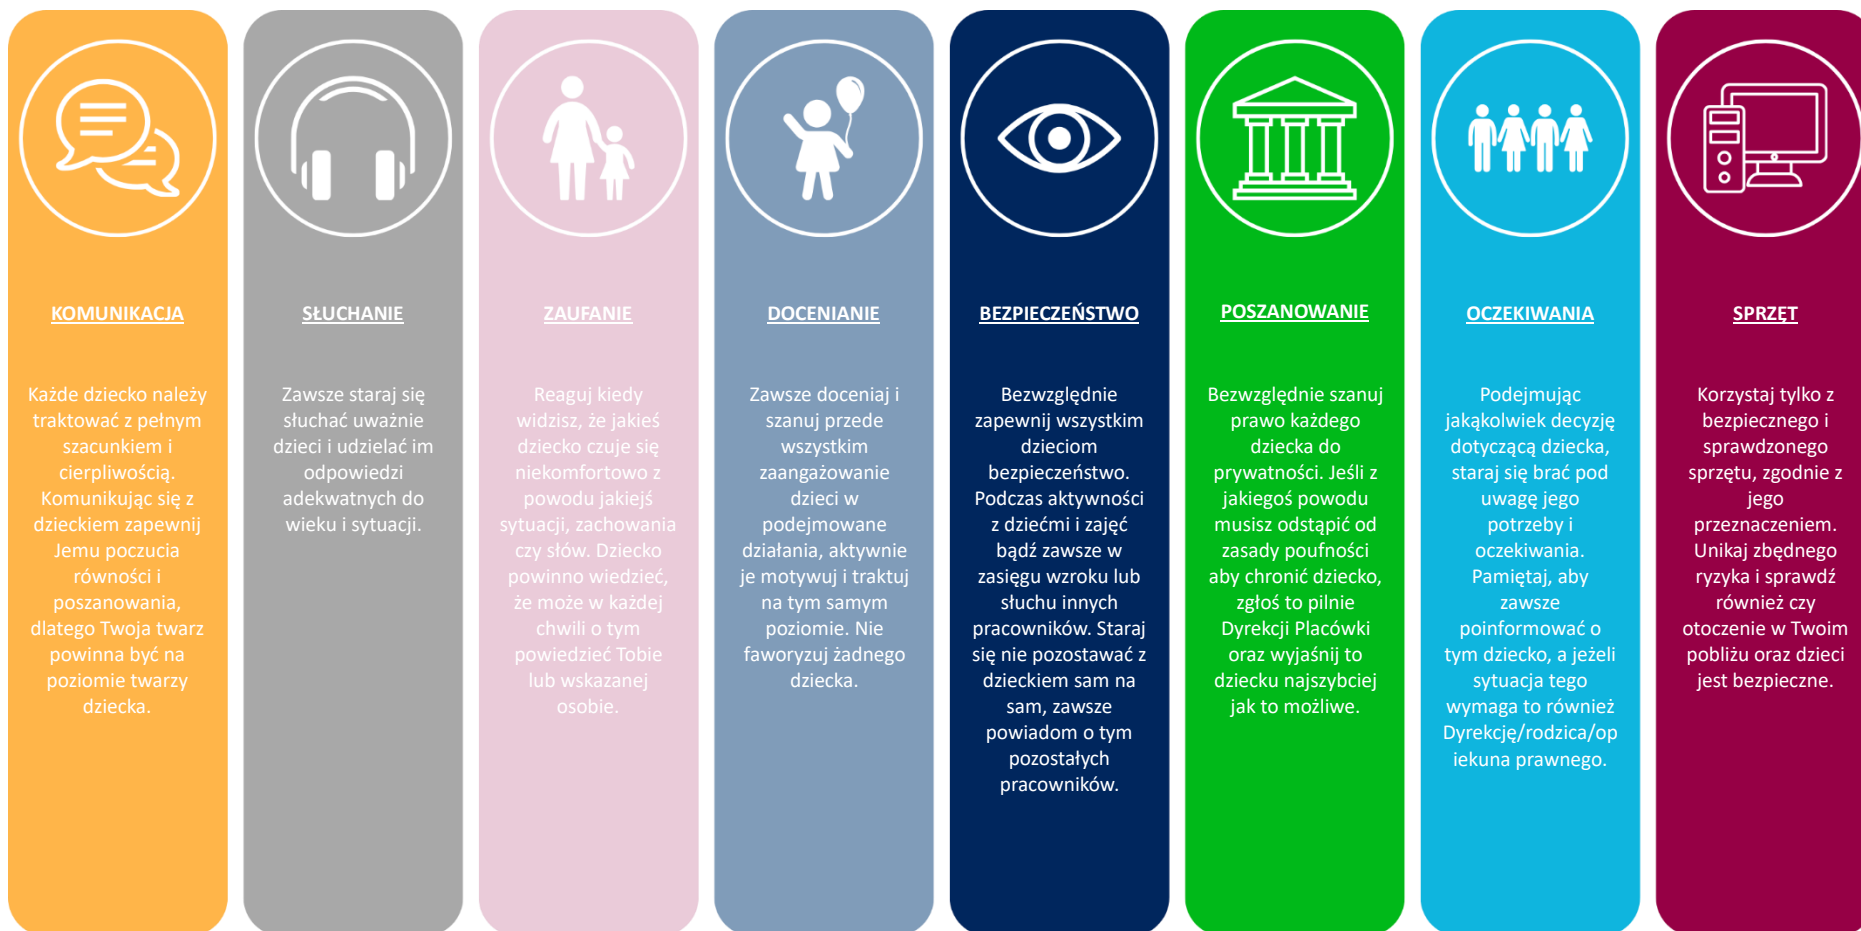 KOMUNIKACJA
Każde dziecko należy
traktować z pełnym
szacunkiem i
cierpliwością.
Komunikując się z
dzieckiem zapewnij
Jemu poczucia
równości i
poszanowania,
dlatego Twoja twarz
powinna być na
poziomie twarzy
dziecka.
SŁUCHANIE
Zawsze staraj się
słuchać uważnie
dzieci i udzielać im
odpowiedzi
adekwatnych do
wieku i sytuacji.
ZAUFANIE
Reaguj kiedy
widzisz, że jakieś
dziecko czuje się
niekomfortowo z
powodu jakiejś
sytuacji, zachowania
czy słów. Dziecko
powinno wiedzieć,
że może w każdej
chwili o tym
powiedzieć Tobie
lub wskazanej
osobie.
DOCENIANIE
Zawsze doceniaj i
szanuj przede
wszystkim
zaangażowanie
dzieci w
podejmowane
działania, aktywnie
je motywuj i traktuj
na tym samym
poziomie. Nie
faworyzuj żadnego
dziecka.
BEZPIECZEŃSTWO
Bezwzględnie
zapewnij wszystkim
dzieciom
bezpieczeństwo.
Podczas aktywności
z dziećmi i zajęć
bądź zawsze w
zasięgu wzroku lub
słuchu innych
pracowników. Staraj
się nie pozostawać z
dzieckiem sam na
sam, zawsze
powiadom o tym
pozostałych
pracowników.
POSZANOWANIE
Bezwzględnie szanuj
prawo każdego
dziecka do
prywatności. Jeśli z
jakiegoś powodu
musisz odstąpić od
zasady poufności
aby chronić dziecko,
zgłoś to pilnie
Dyrekcji Placówki
oraz wyjaśnij to
dziecku najszybciej
jak to możliwe.
OCZEKIWANIA
Podejmując
jakąkolwiek decyzję
dotyczącą dziecka,
staraj się brać pod
uwagę jego
potrzeby i
oczekiwania.
Pamiętaj, aby
zawsze
poinformować o
tym dziecko, a jeżeli
sytuacja tego
wymaga to również
Dyrekcję/rodzica/op
iekuna prawnego.
SPRZĘT
Korzystaj tylko z
bezpiecznego i
sprawdzonego
sprzętu, zgodnie z
jego
przeznaczeniem.
Unikaj zbędnego
ryzyka i sprawdź
również czy
otoczenie w Twoim
pobliżu oraz dzieci
jest bezpieczne.